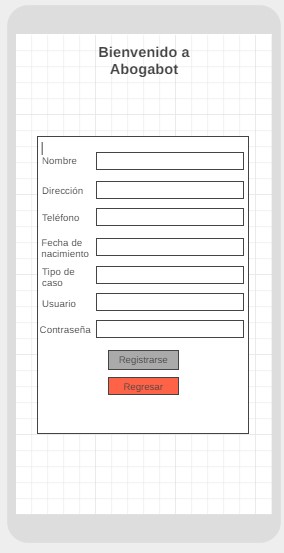 Bienvenido a
Abogabot
Nombre
Dirección
Teléfono
Fecha de
nacimiento
Tipo de
caso
Usuario
Contraseña
Registrarse
Regresar